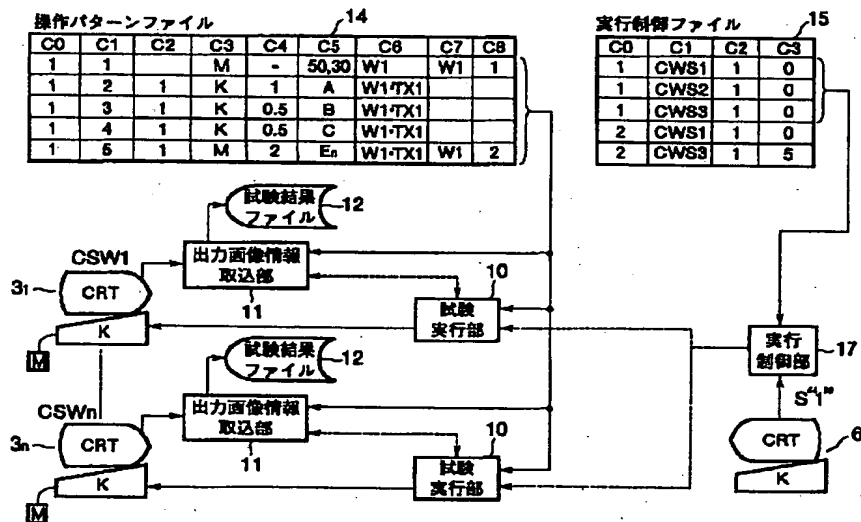 操作パターンファイル 14
C0 C1 C2 C3 C4 C5 C6 C7 C8
1 1 M - 50,30 W1 W1 1
1 2 1 K 1 A W1·TX1
1 3 1 K 0.5 B W1·TX1
1 4 1 K 0.5 C W1·TX1
1 5 1 M 2 En W1·TX1 W1 2
実行制御ファイル 15
C0 C1 C2 C3
1 CWS1 1 0
1 CWS2 1 0
1 CWS3 1 0
2 CWS1 1 0
2 CWS3 1 5
試験結果
ファイル
12
CSW1
出力画像情報
取込部
11
31
CRT
K
M
10
試験
実行部
試験結果
ファイル
12
CSWn
出力画像情報
取込部
11
3n
CRT
K
M
10
試験
実行部
実行
制御部
17
S"1"
CRT
K
6